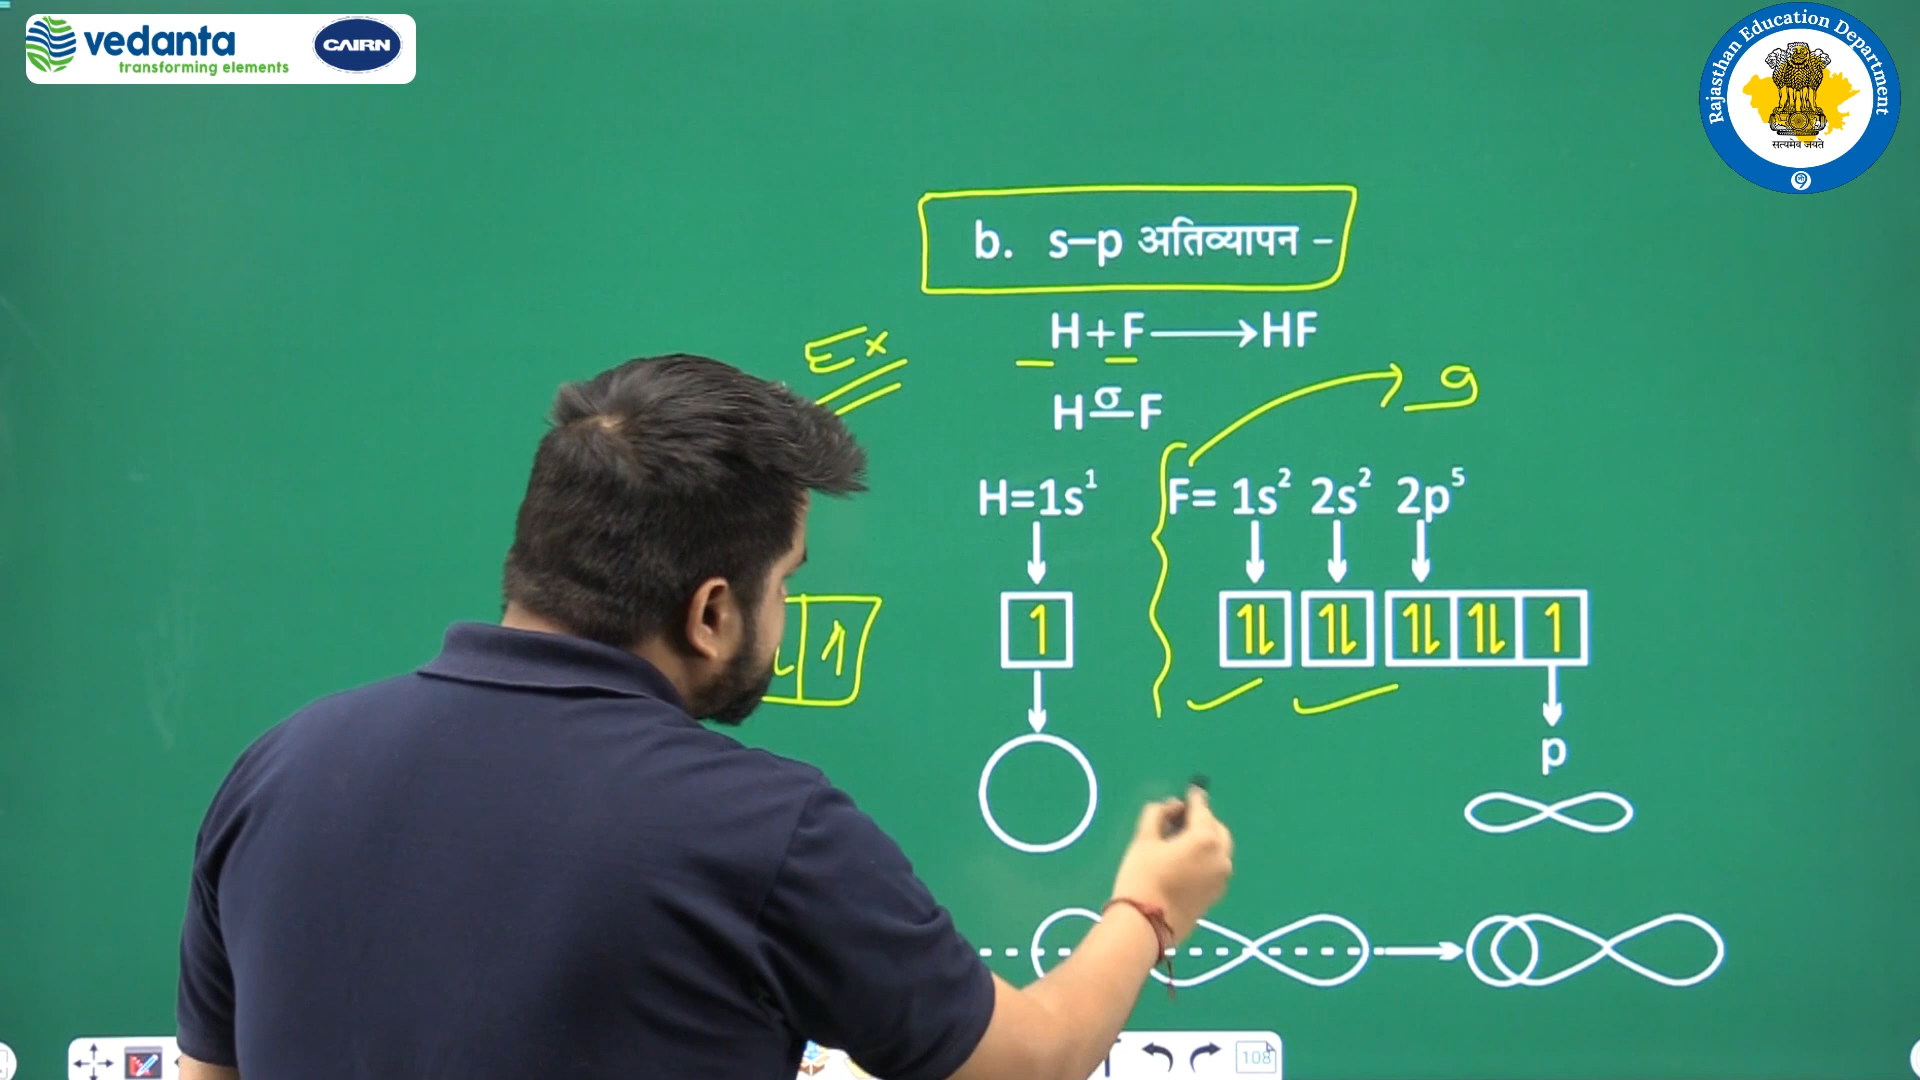 vedanta
transforming elements
CAIRN
Rajasthan Education Department
सत्यमेव जयते
b. s–p अतिव्यापन –
Ex
H+F⟶HF
9
H σ F
H=1s¹ F= 1s² 2s² 2p⁵
1 1 1⇂ 1⇂ 1⇂ 1⇂ 1
p
108